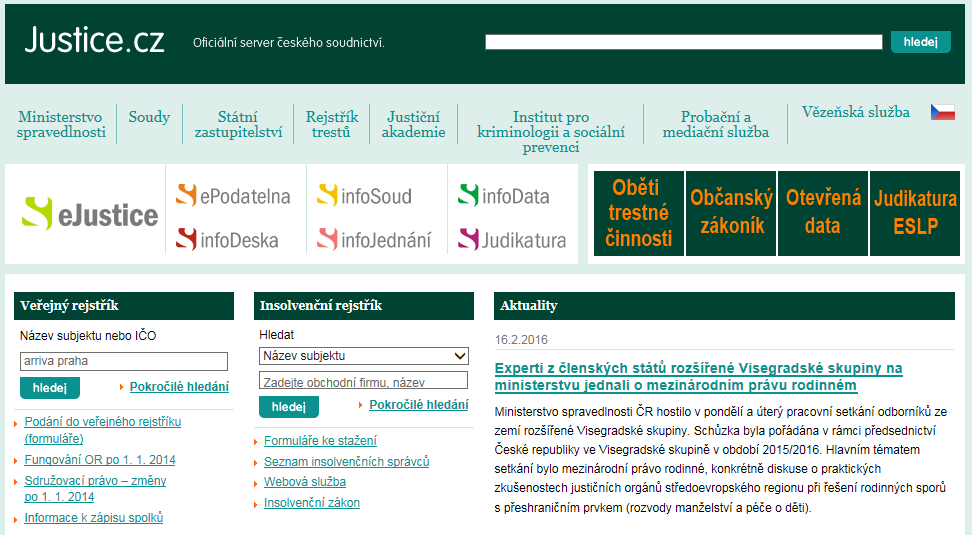 Justice.cz
Oficiální server českého soudnictví.
hledej
Ministerstvo
spravedlnosti
Soudy
Státní
zastupitelství
Rejstřík
trestů
Justiční
akademie
Institut pro
kriminologii a sociální
prevenci
Probační a
mediační služba
Vězeňská služba
eJustice
ePodatelna
infoSoud
infoData
infoDeska
infoJednání
Judikatura
Oběti
trestné
činnosti
Občanský
zákoník
Otevřená
data
Judikatura
ESLP
Veřejný rejstřík
Název subjektu nebo IČO
arriva praha
hledej
Pokročilé hledání
Podání do veřejného rejstříku
(formuláře)
Fungování OR po 1. 1. 2014
Sdružovací právo – změny
po 1. 1. 2014
Informace k zápisu spolků
Insolvenční rejstřík
Hledat
Název subjektu
Zadejte obchodní firmu, název
hledej
Pokročilé hledání
Formuláře ke stažení
Seznam insolvenčních správců
Webová služba
Insolvenční zákon
Aktuality
16.2.2016
Experti z členských států rozšířené Visegradské skupiny na
ministerstvu jednali o mezinárodním právu rodinném
Ministerstvo spravedlnosti ČR hostilo v pondělí a úterý pracovní setkání odborníků ze
zemí rozšířené Visegradské skupiny. Schůzka byla pořádána v rámci předsednictví
České republiky ve Visegradské skupině v období 2015/2016. Hlavním tématem
setkání bylo mezinárodní právo rodinné, konkrétně diskuse o praktických
zkušenostech justičních orgánů středoevropského regionu při řešení rodinných sporů
s přeshraničním prvkem (rozvody manželství a péče o děti).